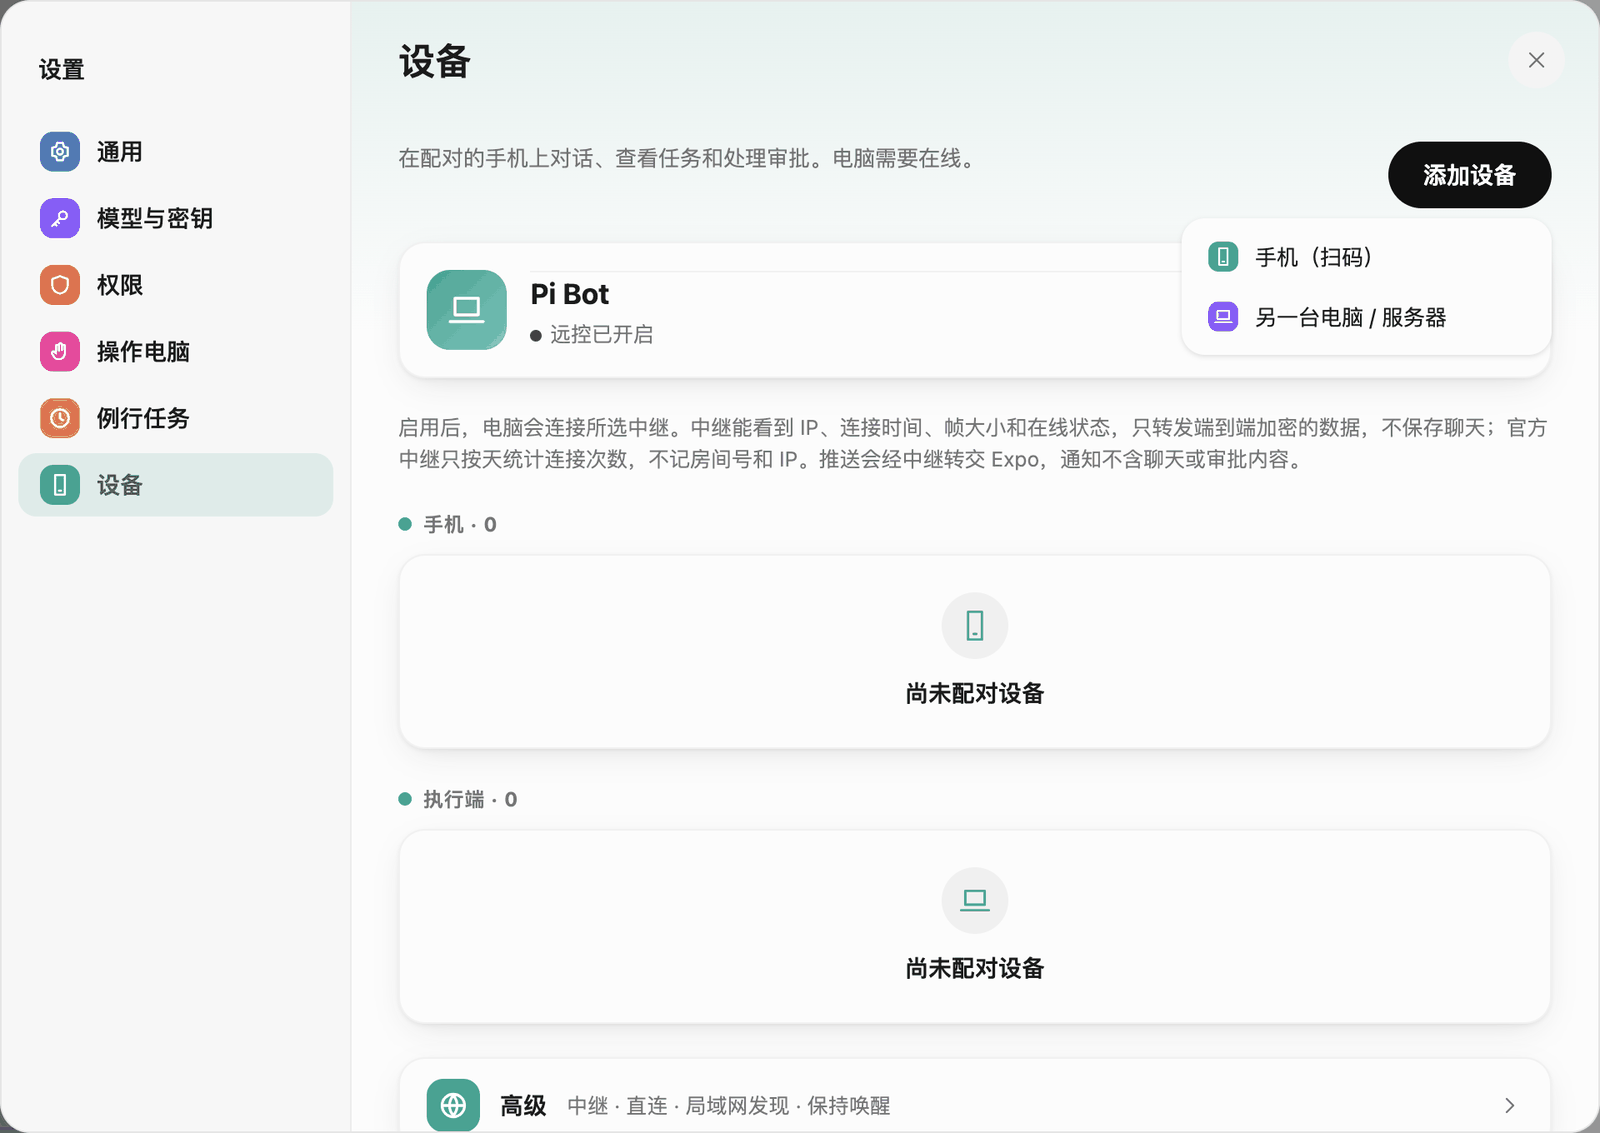 设置
通用
模型与密钥
权限
操作电脑
例行任务
设备
设备
在配对的手机上对话、查看任务和处理审批。电脑需要在线。
添加设备
手机（扫码）
另一台电脑 / 服务器
Pi Bot
远控已开启
启用后，电脑会连接所选中继。中继能看到 IP、连接时间、帧大小和在线状态，只转发端到端加密的数据，不保存聊天；官方
中继只按天统计连接次数，不记房间号和 IP。推送会经中继转交 Expo，通知不含聊天或审批内容。
手机 · 0
尚未配对设备
执行端 · 0
尚未配对设备
高级 中继 · 直连 · 局域网发现 · 保持唤醒